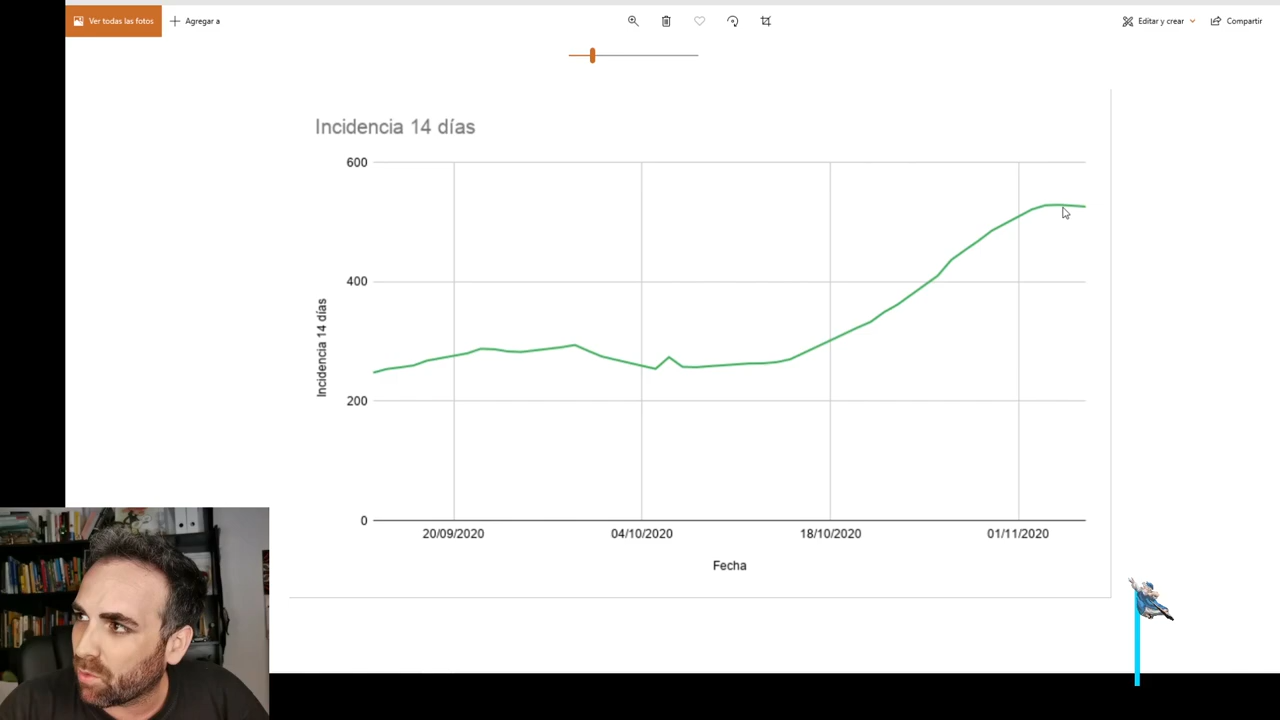 Ver todas las fotos
Agregar a
Editar y crear
Compartir
Incidencia 14 días
600
400
200
0
Incidencia 14 días
20/09/2020
04/10/2020
18/10/2020
01/11/2020
Fecha